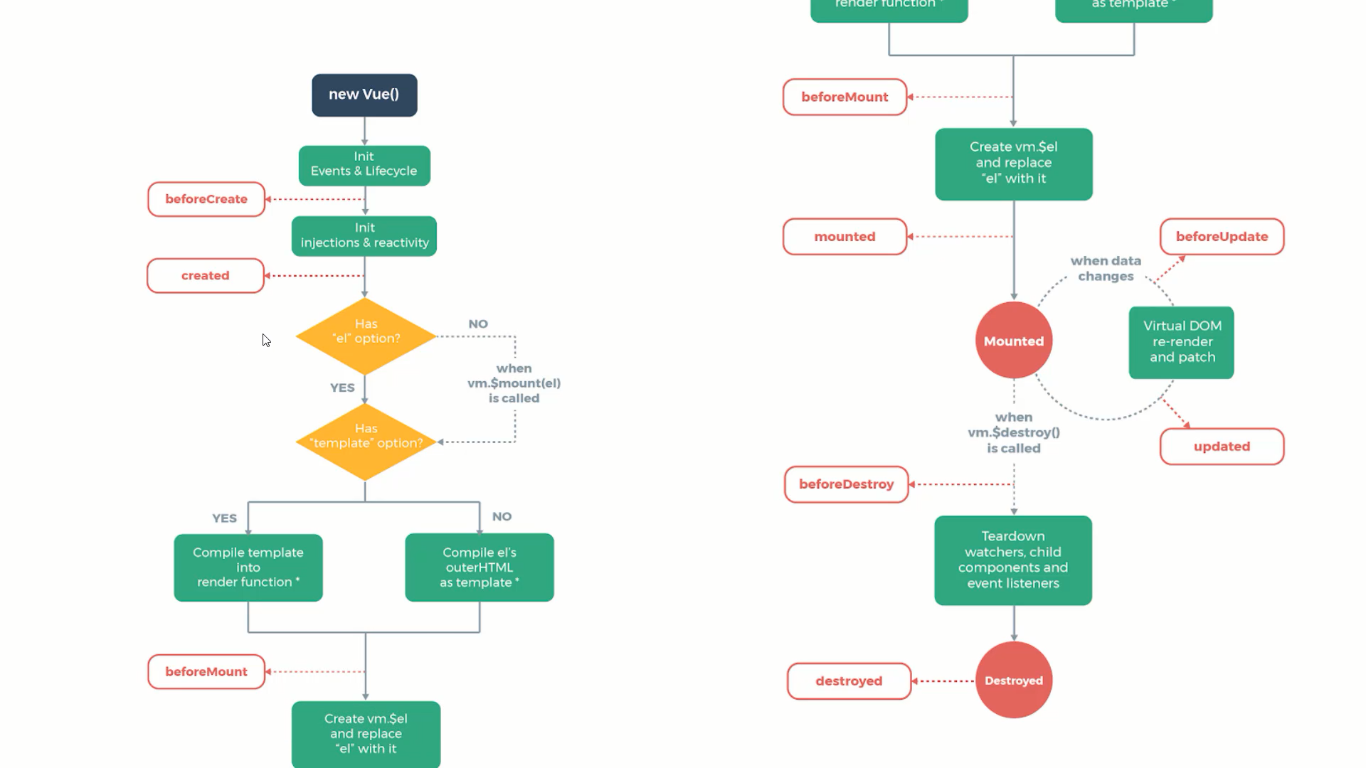 new Vue()
Init
Events & Lifecycle
beforeCreate
Init
injections & reactivity
created
Has
"el" option?
NO
when
vm.$mount(el)
is called
YES
Has
"template" option?
YES
NO
Compile template
into
render function *
Compile el's
outerHTML
as template *
beforeMount
Create vm.$el
and replace
"el" with it
render function *
as template *
beforeMount
Create vm.$el
and replace
"el" with it
mounted
beforeUpdate
when data
changes
Mounted
Virtual DOM
re-render
and patch
when
vm.$destroy()
is called
updated
beforeDestroy
Teardown
watchers, child
components and
event listeners
destroyed
Destroyed